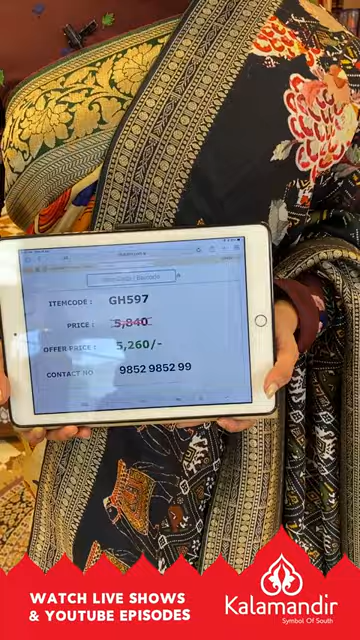 ITEMCODE : GH597
PRICE : 5,840
OFFER PRICE : 5,260/-
CONTACT NO 9852 9852 99
WATCH LIVE SHOWS
& YOUTUBE EPISODES
Kalamandir
Symbol Of South